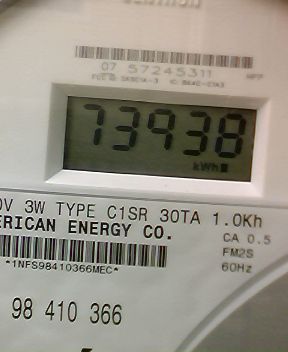 07 57245311
73938
kWh
0V 3W TYPE C1SR 30TA 1.0Kh
ERICAN ENERGY CO.
CA 0.5
FM2S
*1NFS98410366MEC*
60Hz
98 410 366